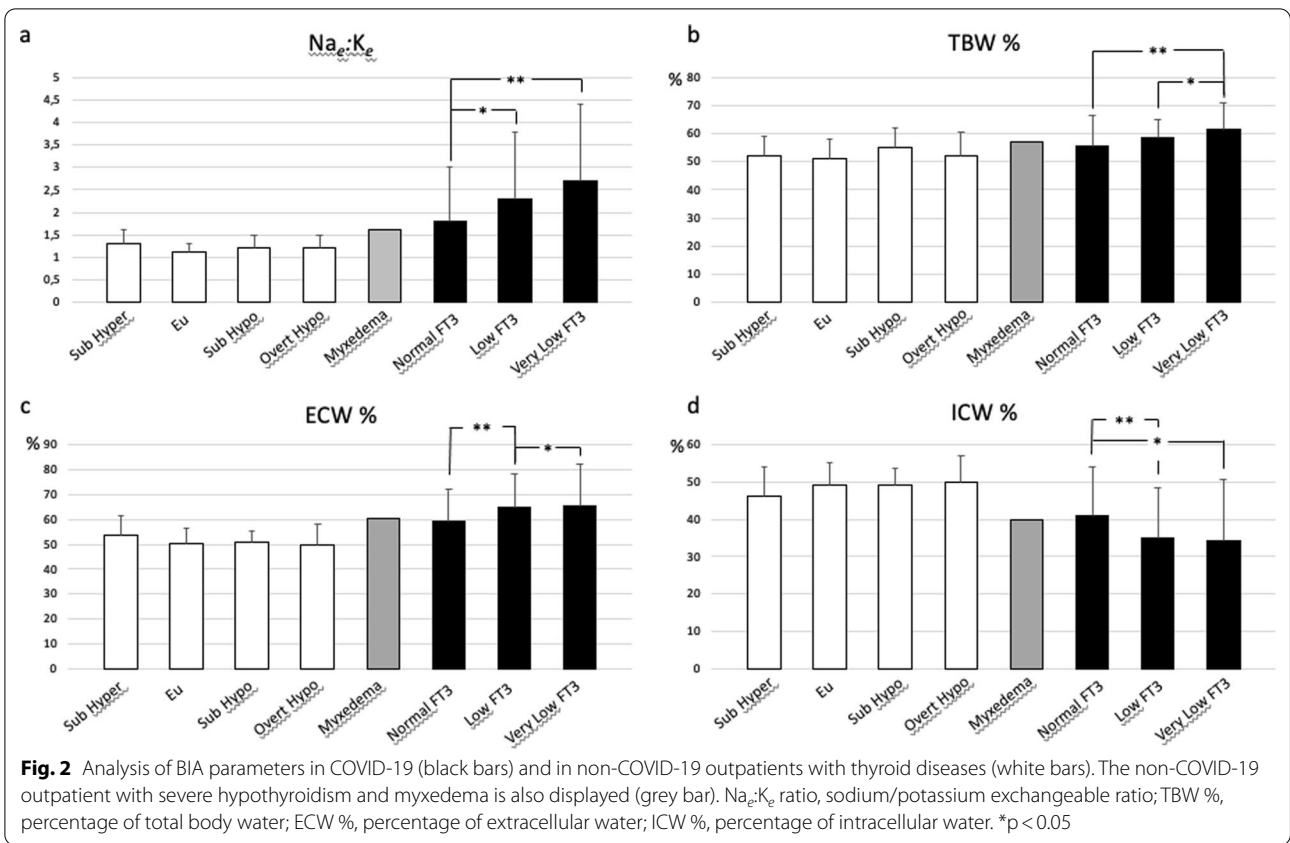 a
Na𝑒:K𝑒
5
4,5
4
3,5
3
2,5
2
1,5
1
0,5
0
**
*
Sub Hyper
Eu
Sub Hypo
Overt Hypo
Myxedema
Normal FT3
Low FT3
Very Low FT3
b
TBW %
%
80
70
60
50
40
30
20
10
0
**
*
Sub Hyper
Eu
Sub Hypo
Overt Hypo
Myxedema
Normal FT3
Low FT3
Very Low FT3
c
ECW %
%
90
80
70
60
50
40
30
20
10
0
**
*
Sub Hyper
Eu
Sub Hypo
Overt Hypo
Myxedema
Normal FT3
Low FT3
Very Low FT3
d
ICW %
%
60
50
40
30
20
10
0
**
*
Sub Hyper
Eu
Sub Hypo
Overt Hypo
Myxedema
Normal FT3
Low FT3
Very Low FT3
Fig. 2 Analysis of BIA parameters in COVID-19 (black bars) and in non-COVID-19 outpatients with thyroid diseases (white bars). The non-COVID-19
outpatient with severe hypothyroidism and myxedema is also displayed (grey bar). Na𝑒:K𝑒 ratio, sodium/potassium exchangeable ratio; TBW %,
percentage of total body water; ECW %, percentage of extracellular water; ICW %, percentage of intracellular water. *p < 0.05